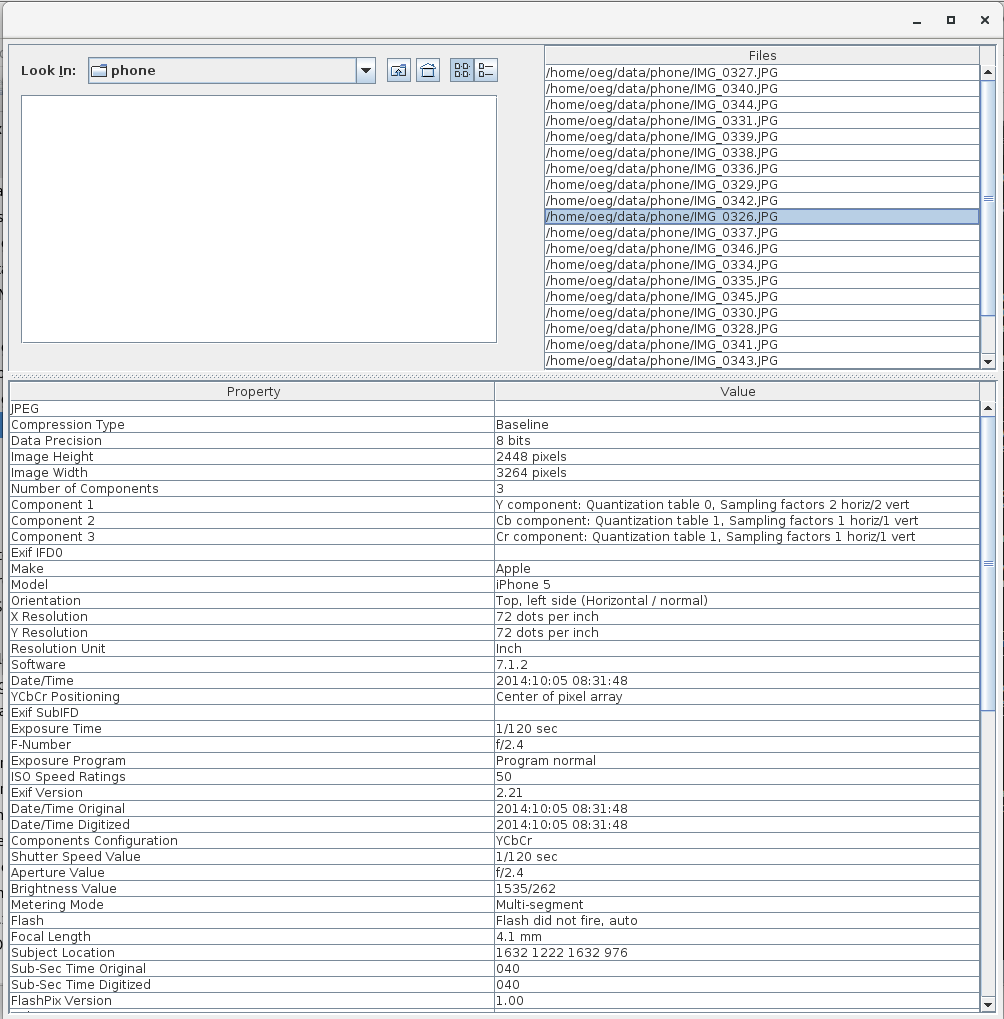 Look In: phone
Files
/home/oeg/data/phone/IMG_0327.JPG
/home/oeg/data/phone/IMG_0340.JPG
/home/oeg/data/phone/IMG_0344.JPG
/home/oeg/data/phone/IMG_0331.JPG
/home/oeg/data/phone/IMG_0339.JPG
/home/oeg/data/phone/IMG_0338.JPG
/home/oeg/data/phone/IMG_0336.JPG
/home/oeg/data/phone/IMG_0329.JPG
/home/oeg/data/phone/IMG_0342.JPG
/home/oeg/data/phone/IMG_0326.JPG
/home/oeg/data/phone/IMG_0337.JPG
/home/oeg/data/phone/IMG_0346.JPG
/home/oeg/data/phone/IMG_0334.JPG
/home/oeg/data/phone/IMG_0335.JPG
/home/oeg/data/phone/IMG_0345.JPG
/home/oeg/data/phone/IMG_0330.JPG
/home/oeg/data/phone/IMG_0328.JPG
/home/oeg/data/phone/IMG_0341.JPG
/home/oeg/data/phone/IMG_0343.JPG
Property Value
JPEG
Compression Type Baseline
Data Precision 8 bits
Image Height 2448 pixels
Image Width 3264 pixels
Number of Components 3
Component 1 Y component: Quantization table 0, Sampling factors 2 horiz/2 vert
Component 2 Cb component: Quantization table 1, Sampling factors 1 horiz/1 vert
Component 3 Cr component: Quantization table 1, Sampling factors 1 horiz/1 vert
Exif IFD0
Make Apple
Model iPhone 5
Orientation Top, left side (Horizontal / normal)
X Resolution 72 dots per inch
Y Resolution 72 dots per inch
Resolution Unit Inch
Software 7.1.2
Date/Time 2014:10:05 08:31:48
YCbCr Positioning Center of pixel array
Exif SubIFD
Exposure Time 1/120 sec
F-Number f/2.4
Exposure Program Program normal
ISO Speed Ratings 50
Exif Version 2.21
Date/Time Original 2014:10:05 08:31:48
Date/Time Digitized 2014:10:05 08:31:48
Components Configuration YCbCr
Shutter Speed Value 1/120 sec
Aperture Value f/2.4
Brightness Value 1535/262
Metering Mode Multi-segment
Flash Flash did not fire, auto
Focal Length 4.1 mm
Subject Location 1632 1222 1632 976
Sub-Sec Time Original 040
Sub-Sec Time Digitized 040
FlashPix Version 1.00